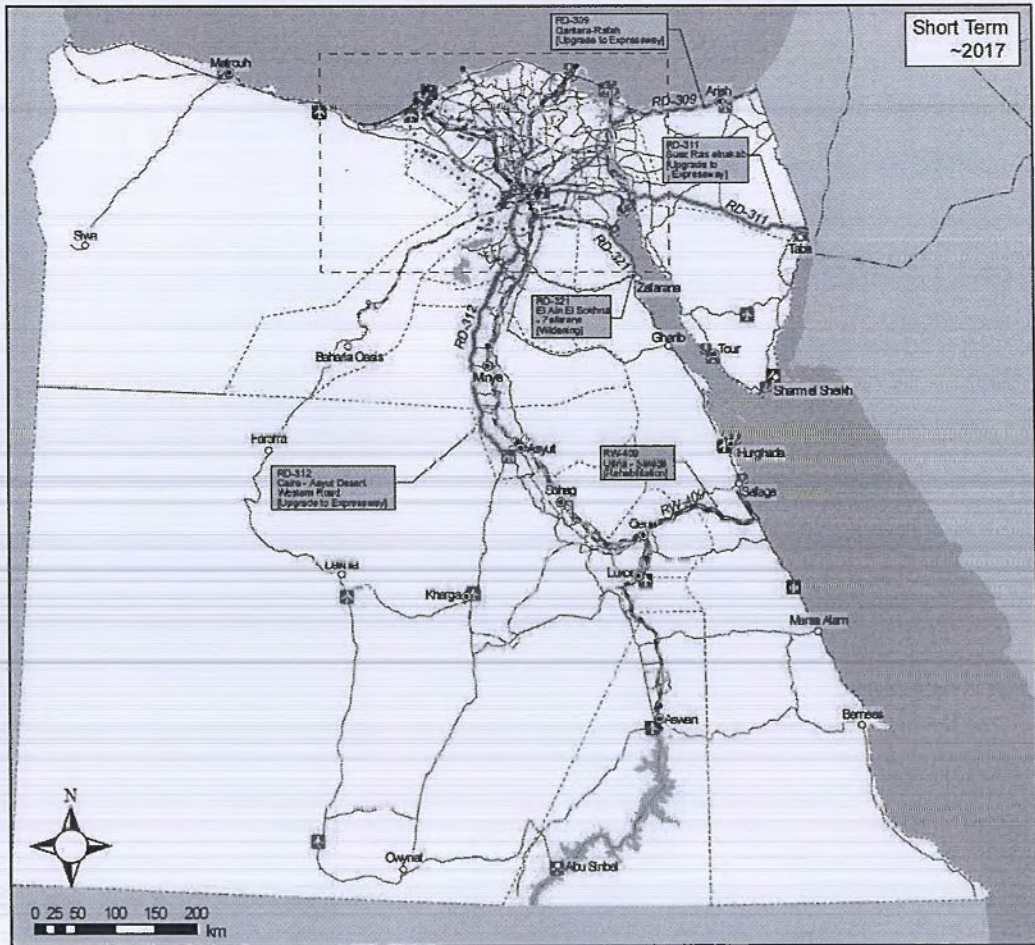 Short Term
~2017
RD-309
Qantara-Rafah
[Upgrade to Expressway]
Matrouh
Arish
RD-309
RD-311
[Upgrade to
Expressway]
RD-311
Siwa
Taba
RD-321
Zafarana
RD-321
El Ain El Sokhna
- Zafarana
[Widening]
RD-312
Gharib
Tour
Baharia Oasis
Minya
Sharm el Sheikh
Farafra
Asyut
Hurghada
RD-312
Cairo - Asyut Desert
Western Road
[Upgrade to Expressway]
RW-409
Qena - Safaga
[Rehabilitation]
Sohag
Safaga
RW-409
Qena
Luxor
Dakhla
Kharga
Marsa Alam
Aswan
Bernees
N
Owynat
Abu Simbel
0 25 50 100 150 200
km